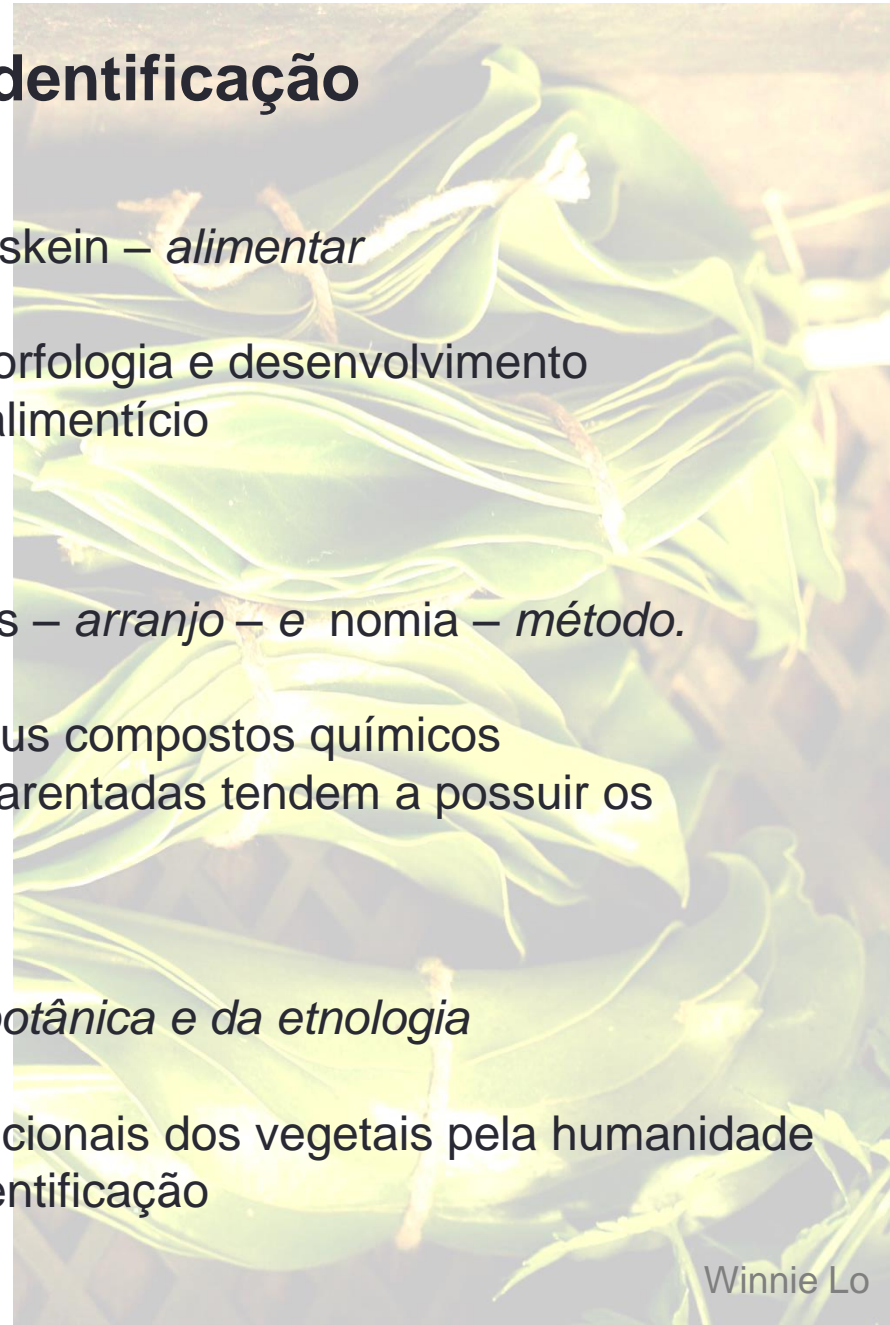 dentificação
skein – alimentar
orfologia e desenvolvimento
alimentício
s – arranjo – e nomia – método.
us compostos químicos
arentadas tendem a possuir os
botânica e da etnologia
cionais dos vegetais pela humanidade
entificação
Winnie Lo